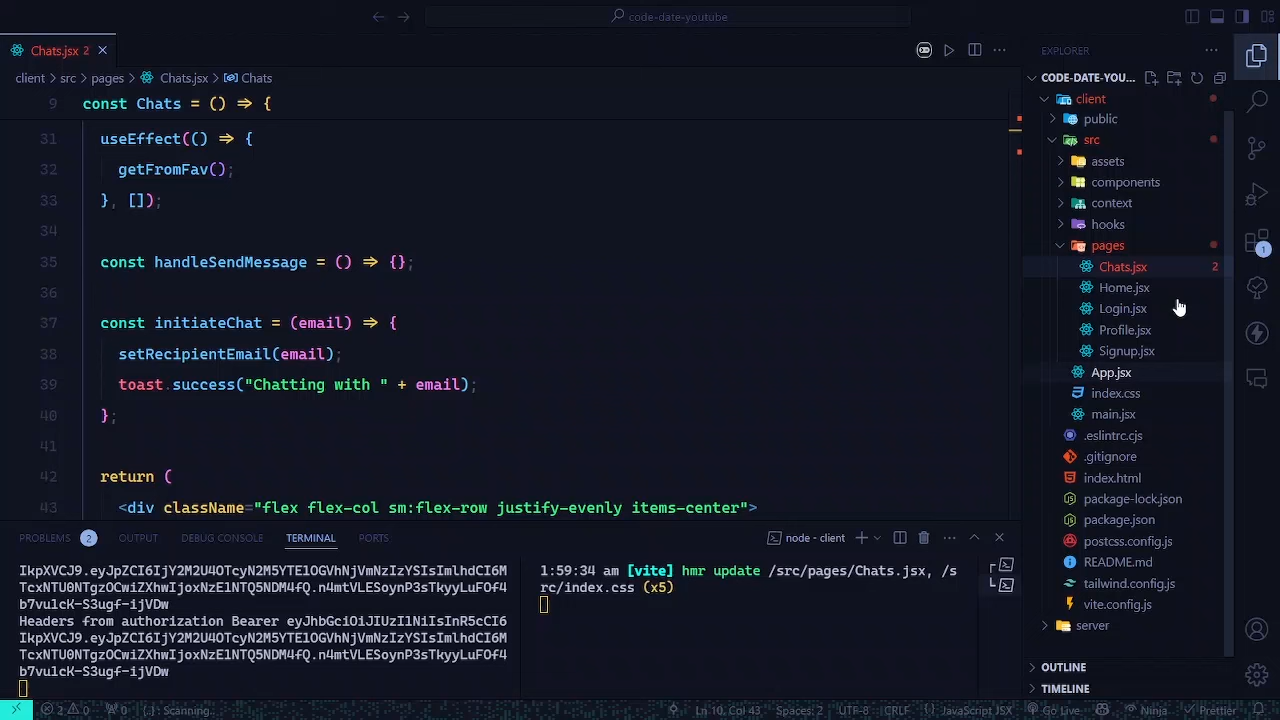 code-date-youtube
Chats.jsx 2
client > src > pages > Chats.jsx > Chats
9 const Chats = () => {
31 useEffect(() => {
32 getFromFav();
33 }, []);
34
35 const handleSendMessage = () => {};
36
37 const initiateChat = (email) => {
38 setRecipientEmail(email);
39 toast.success("Chatting with " + email);
40 };
41
42 return (
43 <div className="flex flex-col sm:flex-row justify-evenly items-center">
PROBLEMS 2 OUTPUT DEBUG CONSOLE TERMINAL PORTS
node - client
IkpXVCJ9.eyJpZCI6IjY2M2U4OTcyN2M5YTE1OGVhNjVmNzIzYSIsImlhdCI6M
TcxNTU0NTgzOCwiZXhwIjoxNzE1NTQ5NDM4fQ.n4mtVLESoynP3sTkyyLuFOf4
b7vulcK-S3ugf-ijVDw
Headers from authorization Bearer eyJhbGciOiJIUzI1NiIsInR5cCI6
IkpXVCJ9.eyJpZCI6IjY2M2U4OTcyN2M5YTE1OGVhNjVmNzIzYSIsImlhdCI6M
TcxNTU0NTgzOCwiZXhwIjoxNzE1NTQ5NDM4fQ.n4mtVLESoynP3sTkyyLuFOf4
b7vulcK-S3ugf-ijVDw
1:59:34 am [vite] hmr update /src/pages/Chats.jsx, /s
rc/index.css (x5)
EXPLORER
CODE-DATE-YOU...
client
public
src
assets
components
context
hooks
pages
Chats.jsx 2
Home.jsx
Login.jsx
Profile.jsx
Signup.jsx
App.jsx
index.css
main.jsx
.eslintrc.cjs
.gitignore
index.html
package-lock.json
package.json
postcss.config.js
README.md
tailwind.config.js
vite.config.js
server
OUTLINE
TIMELINE
1
2 0 0 Scanning.. Ln 10, Col 43 Spaces: 2 UTF-8 CRLF JavaScript JSX Go Live Ninja Prettier